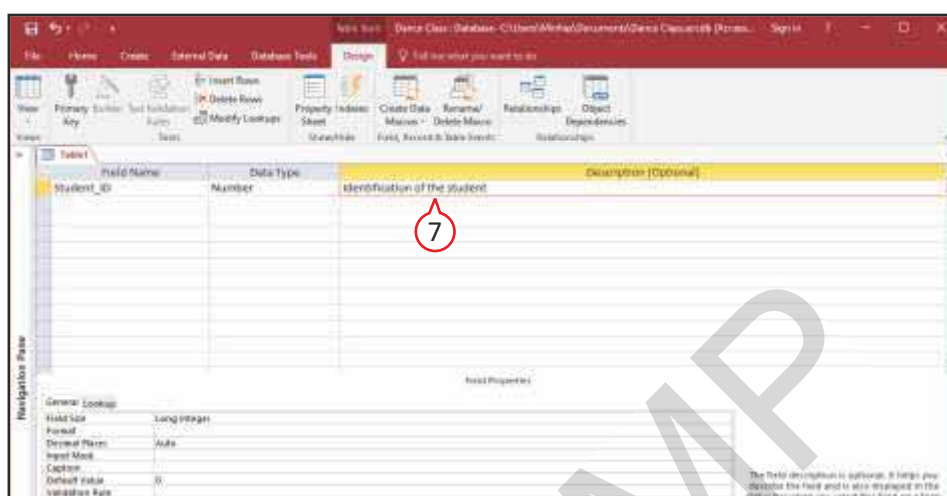 Dance Class : Database- C:\Users\Minhaj\Documents\Dance Class.accdb (Access... Sign in ?
File Home Create External Data Database Tools Design Tell me what you want to do
View Primary Key Builder Test Validation Rules Insert Rows Delete Rows Modify Lookups Property Sheet Indexes Create Data Macros Rename/ Delete Macro Relationships Object Dependencies
Views Tools Show/Hide Field, Record & Table Events Relationships
Table1
Field Name Data Type Description (Optional)
Student_ID Number Identification of the student
7
Navigation Pane
Field Properties
General Lookup
Field Size Long Integer
Format
Decimal Places Auto
Input Mask
Caption
Default Value 0
Validation Rule
The field description is optional. It helps you
describe the field and is also displayed in the